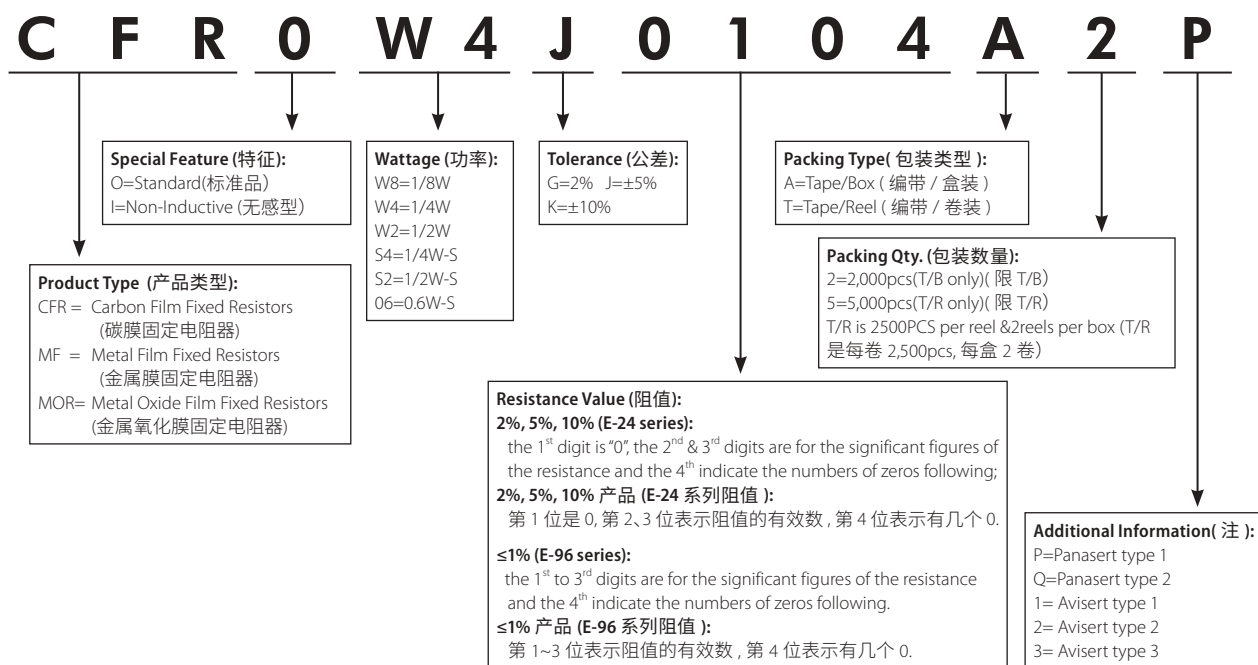 C F R 0 W 4 J 0 1 0 4 A 2 P
Special Feature (特征):
O=Standard(标准品)
I=Non-Inductive (无感型)
Wattage (功率):
W8=1/8W
W4=1/4W
W2=1/2W
S4=1/4W-S
S2=1/2W-S
06=0.6W-S
Tolerance (公差):
G=2% J=±5%
K=±10%
Packing Type( 包装类型 ):
A=Tape/Box ( 编带 / 盒装 )
T=Tape/Reel ( 编带 / 卷装 )
Packing Qty. (包装数量):
2=2,000pcs(T/B only)( 限 T/B)
5=5,000pcs(T/R only)( 限 T/R)
T/R is 2500PCS per reel &2reels per box (T/R
是每卷 2,500pcs, 每盒 2 卷)
Product Type (产品类型):
CFR = Carbon Film Fixed Resistors
(碳膜固定电阻器)
MF = Metal Film Fixed Resistors
(金属膜固定电阻器)
MOR= Metal Oxide Film Fixed Resistors
(金属氧化膜固定电阻器)
Resistance Value (阻值):
2%, 5%, 10% (E-24 series):
the 1st digit is “0”, the 2nd & 3rd digits are for the significant figures of
the resistance and the 4th indicate the numbers of zeros following;
2%, 5%, 10% 产品 (E-24 系列阻值 ):
第 1 位是 0, 第 2、3 位表示阻值的有效数 , 第 4 位表示有几个 0.
≤1% (E-96 series):
the 1st to 3rd digits are for the significant figures of the resistance
and the 4th indicate the numbers of zeros following.
≤1% 产品 (E-96 系列阻值 ):
第 1~3 位表示阻值的有效数 , 第 4 位表示有几个 0.
Additional Information( 注 ):
P=Panasert type 1
Q=Panasert type 2
1= Avisert type 1
2= Avisert type 2
3= Avisert type 3